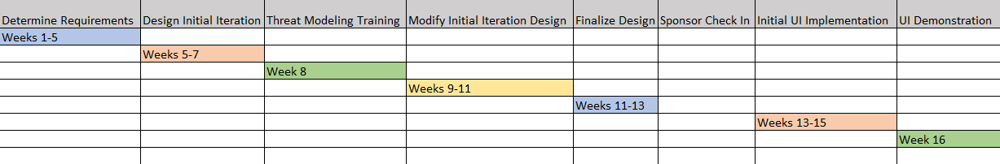 Determine Requirements Design Initial Iteration Threat Modeling Training Modify Initial Iteration Design Finalize Design Sponsor Check In Initial UI Implementation UI Demonstration
Weeks 1-5
Weeks 5-7
Week 8
Weeks 9-11
Weeks 11-13
Weeks 13-15
Week 16